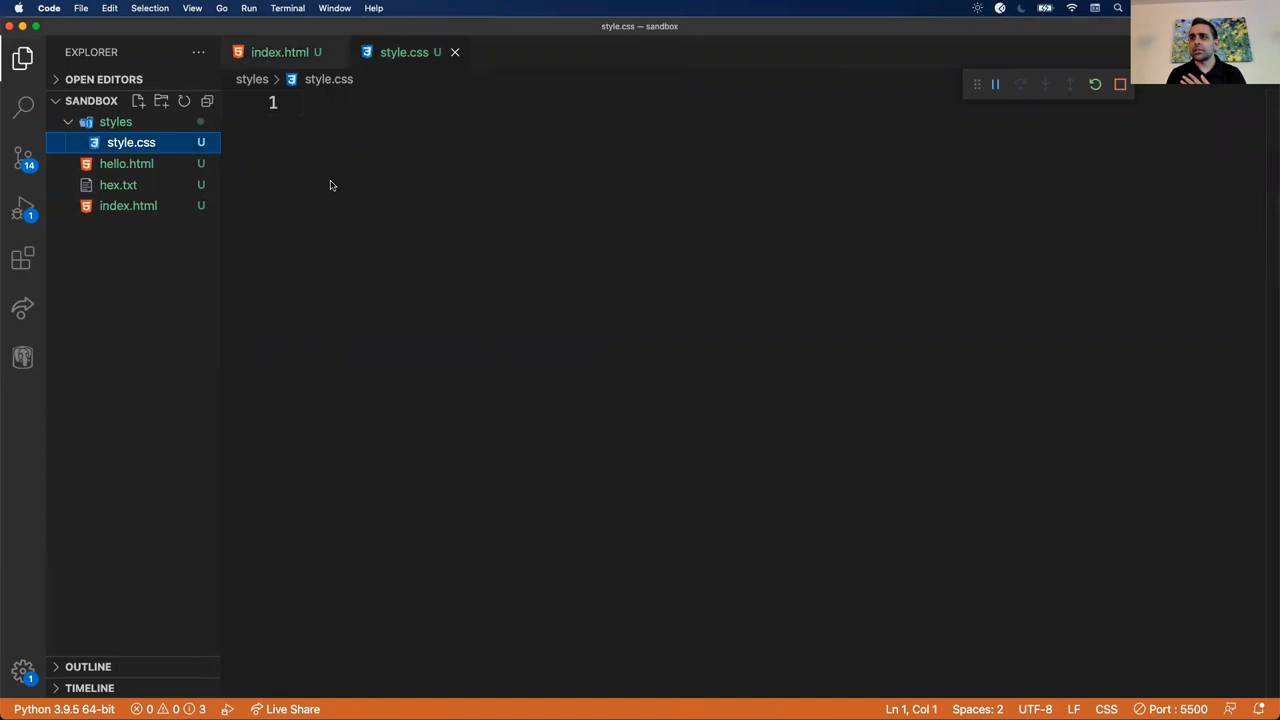 Code File Edit Selection View Go Run Terminal Window Help
style.css — sandbox
EXPLORER
index.html U
style.css U
OPEN EDITORS
styles > style.css
SANDBOX
1
styles
style.css U
hello.html U
14
hex.txt U
index.html U
1
OUTLINE
1
TIMELINE
Python 3.9.5 64-bit 0 0 3 Live Share Ln 1, Col 1 Spaces: 2 UTF-8 LF CSS Port : 5500